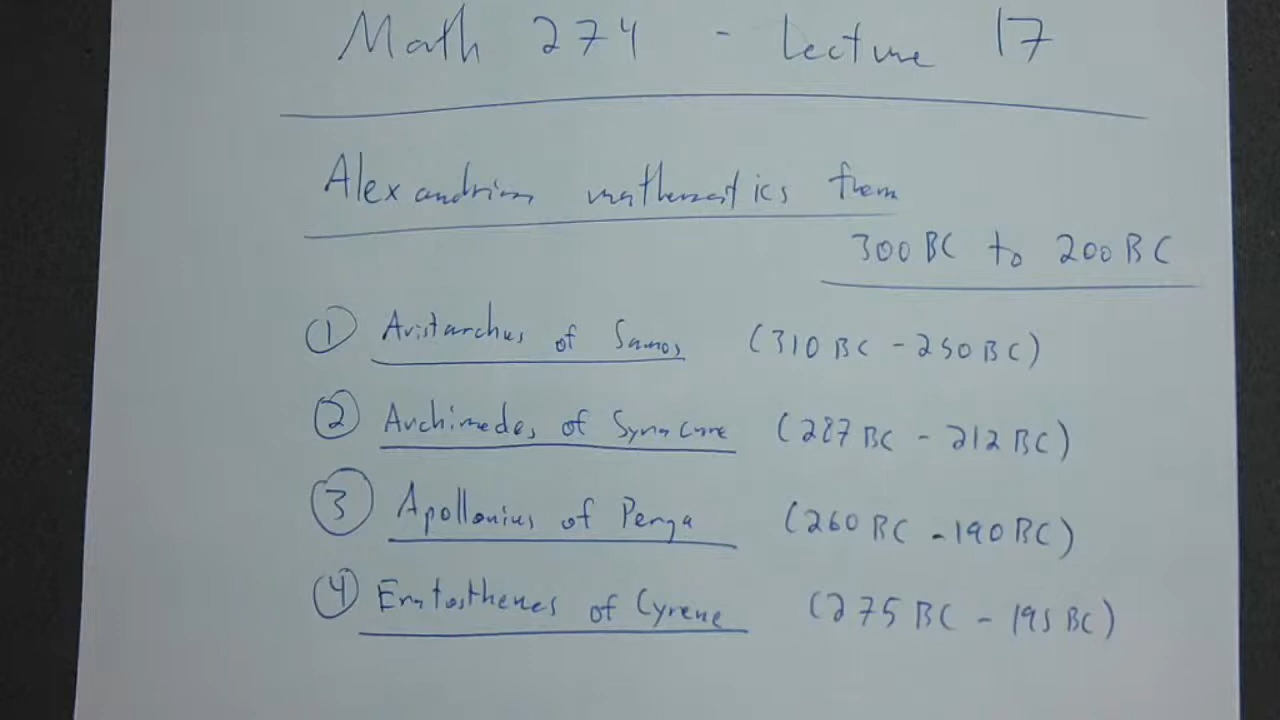 Math 274 - Lecture 17
Alexandrian mathematics from
300 BC to 200 BC
① Aristarchus of Samos (310 BC - 250 BC)
② Archimedes of Syracuse (287 BC - 212 BC)
③ Apollonius of Perga (260 BC - 190 BC)
④ Eratosthenes of Cyrene (275 BC - 195 BC)